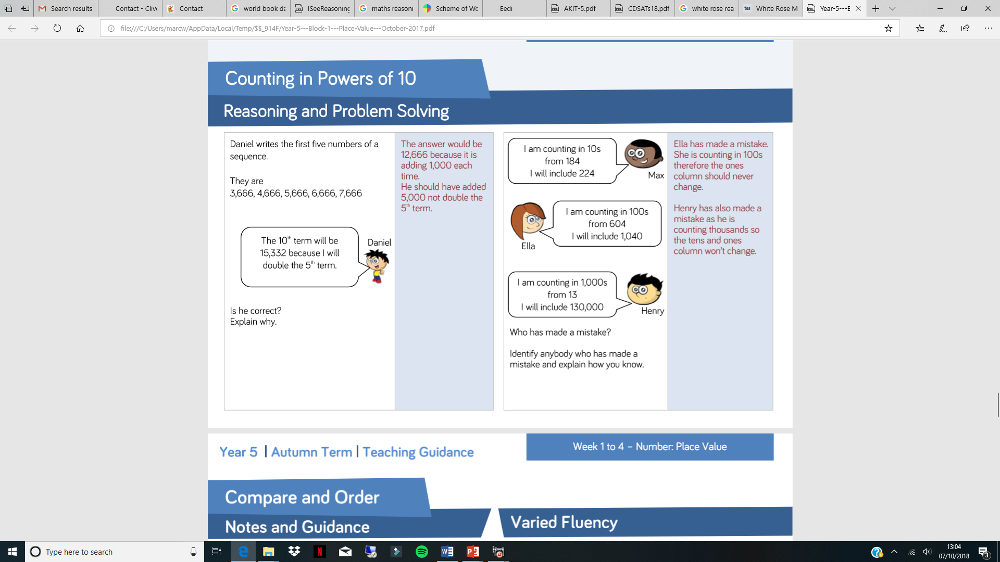 Search results
Contact - Clive
Contact
world book da
ISeeReasoning
maths reasoni
Scheme of Wo
Eedi
AKIT-5.pdf
CDSATs18.pdf
white rose rea
White Rose M
Year-5---B
file:///C:/Users/marcw/AppData/Local/Temp/$$_914F/Year-5---Block-1---Place-Value---October-2017.pdf
Counting in Powers of 10
Reasoning and Problem Solving
Daniel writes the first five numbers of a
sequence.
They are
3,666, 4,666, 5,666, 6,666, 7,666
The 10th term will be
15,332 because I will
double the 5th term.
Daniel
Is he correct?
Explain why.
The answer would be
12,666 because it is
adding 1,000 each
time.
He should have added
5,000 not double the
5th term.
I am counting in 10s
from 184
I will include 224
Max
I am counting in 100s
from 604
I will include 1,040
Ella
I am counting in 1,000s
from 13
I will include 130,000
Henry
Who has made a mistake?
Identify anybody who has made a
mistake and explain how you know.
Ella has made a mistake.
She is counting in 100s
therefore the ones
column should never
change.
Henry has also made a
mistake as he is
counting thousands so
the tens and ones
column won't change.
Year 5 | Autumn Term | Teaching Guidance
Week 1 to 4 – Number: Place Value
Compare and Order
Notes and Guidance
Varied Fluency
Type here to search
13:04
07/10/2018
3